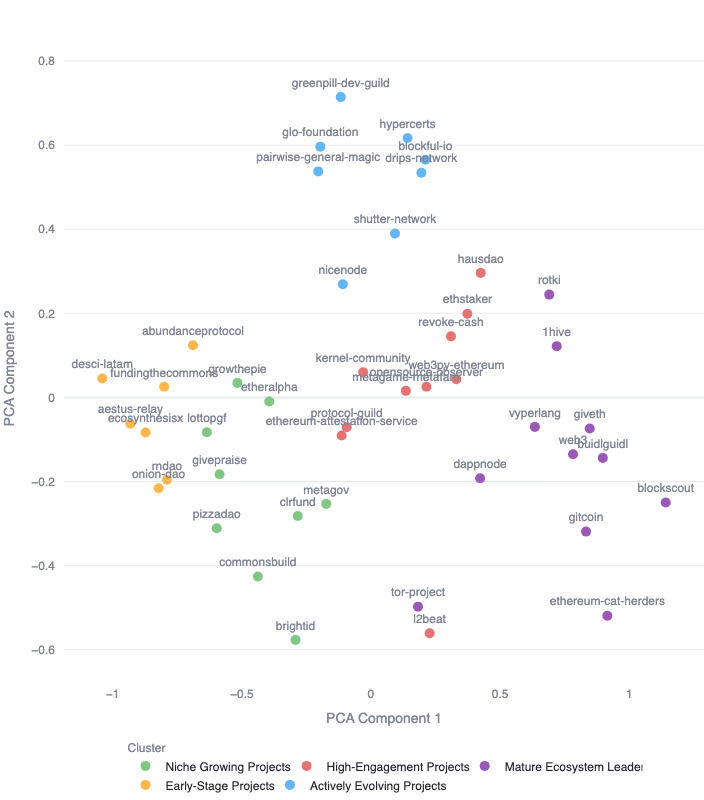 0.8
greenpill-dev-guild
hypercerts
glo-foundation
0.6
blockful-io
pairwise-general-magic
drips-network
shutter-network
0.4
hausdao
nicenode
rotki
ethstaker
0.2
revoke-cash
abundanceprotocol
1hive
kernel-community
desci-latam
growthepie
web3py-ethereum
fundingthecommons
opensource-observer
metagame-metafam
etheralpha
0
aestus-relay
protocol-guild
vyperlang
giveth
ecosynthesisx
lottopgf
ethereum-attestation-service
web3
buidlguidl
rndao
givepraise
dappnode
onion-dao
−0.2
metagov
blockscout
clrfund
pizzadao
gitcoin
−0.4
commonsbuild
tor-project
ethereum-cat-herders
l2beat
brightid
−0.6
PCA Component 2
−1
−0.5
0
0.5
1
PCA Component 1
Cluster
Niche Growing Projects
High-Engagement Projects
Mature Ecosystem Leader
Early-Stage Projects
Actively Evolving Projects